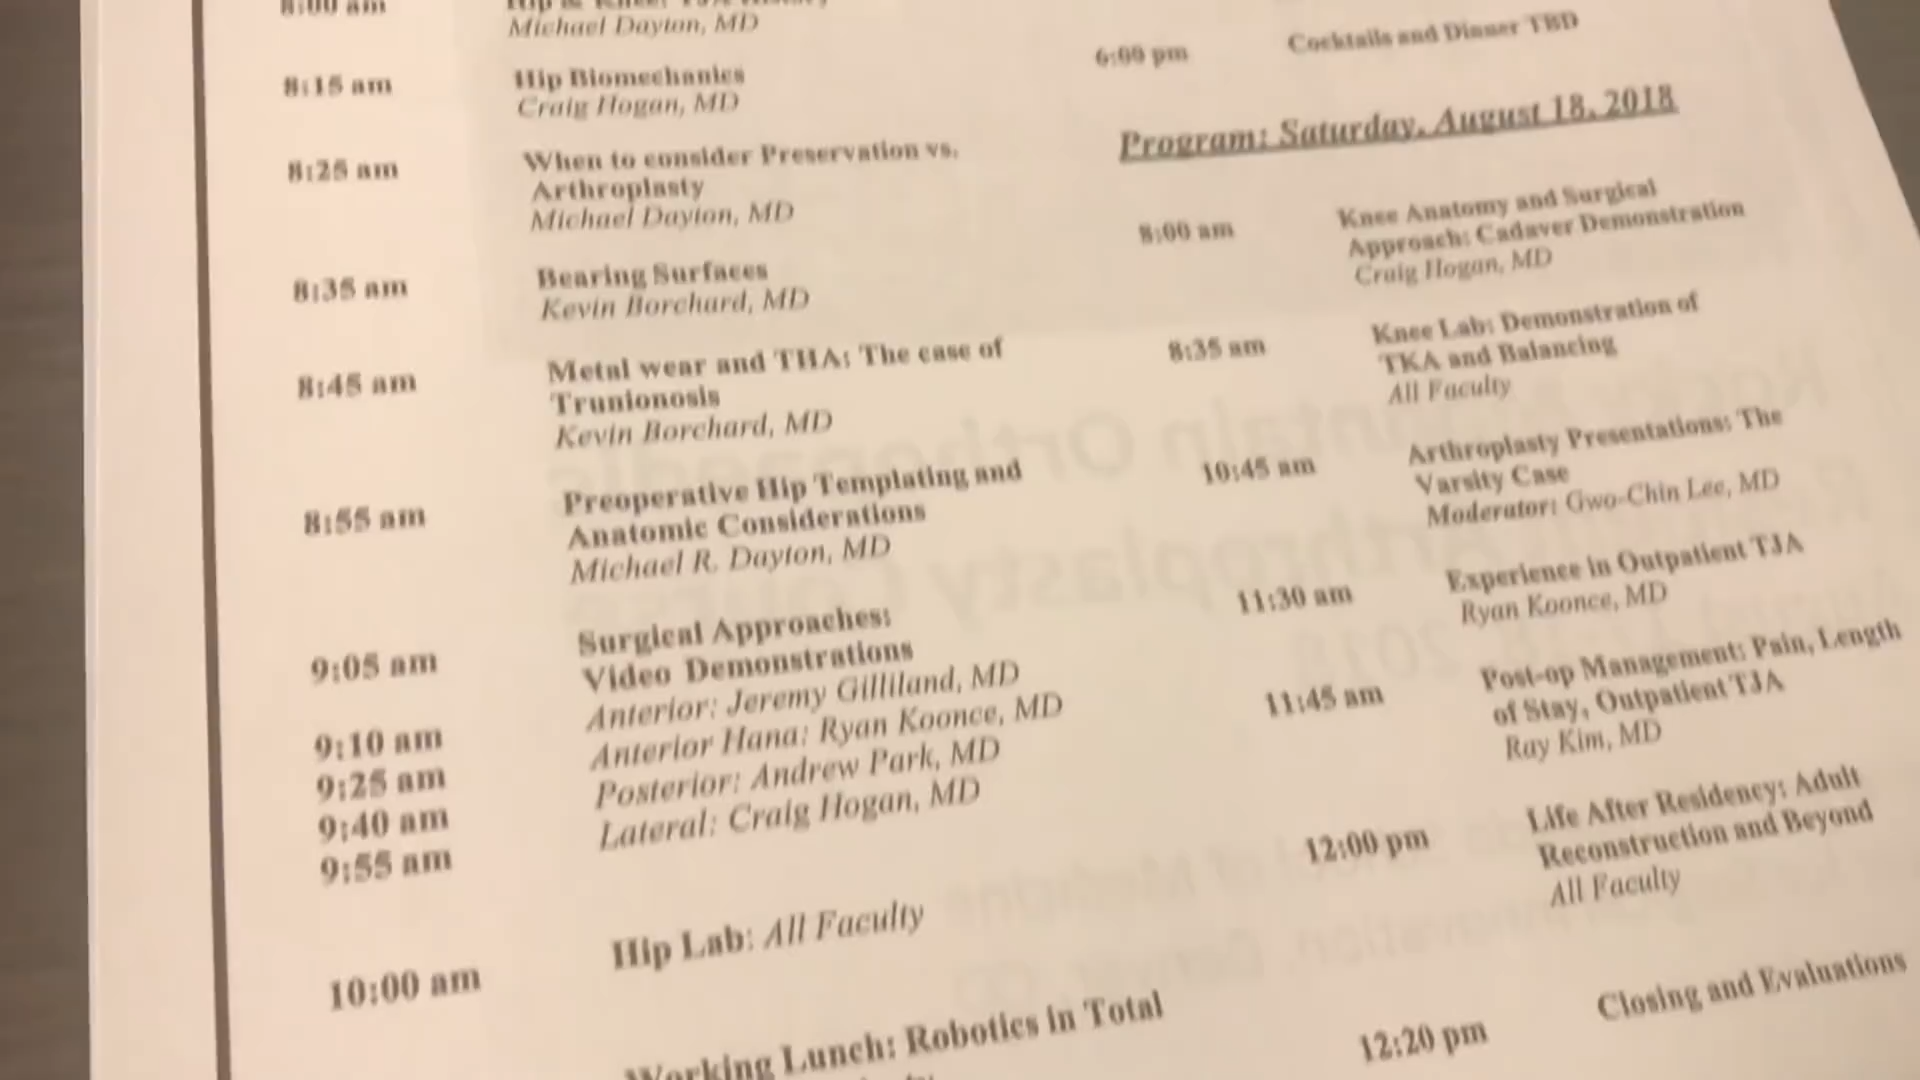 8:00 am
Michael Dayton, MD
8:15 am
Hip Biomechanics
Craig Hogan, MD
8:25 am
When to consider Preservation vs.
Arthroplasty
Michael Dayton, MD
8:35 am
Bearing Surfaces
Kevin Borchard, MD
8:45 am
Metal wear and THA: The case of
Trunionosis
Kevin Borchard, MD
8:55 am
Preoperative Hip Templating and
Anatomic Considerations
Michael R. Dayton, MD
9:05 am
Surgical Approaches:
Video Demonstrations
9:10 am
Anterior: Jeremy Gilliland, MD
9:25 am
Anterior Hana: Ryan Koonce, MD
9:40 am
Posterior: Andrew Park, MD
9:55 am
Lateral: Craig Hogan, MD
10:00 am
Hip Lab: All Faculty
Working Lunch: Robotics in Total
6:00 pm
Cocktails and Dinner TBD
Program: Saturday, August 18, 2018
8:00 am
Knee Anatomy and Surgical
Approach: Cadaver Demonstration
Craig Hogan, MD
8:35 am
Knee Lab: Demonstration of
TKA and Balancing
All Faculty
10:45 am
Arthroplasty Presentations: The
Varsity Case
Moderator: Gwo-Chin Lee, MD
11:30 am
Experience in Outpatient TJA
Ryan Koonce, MD
11:45 am
Post-op Management: Pain, Length
of Stay, Outpatient TJA
Ray Kim, MD
12:00 pm
Life After Residency: Adult
Reconstruction and Beyond
All Faculty
12:20 pm
Closing and Evaluations